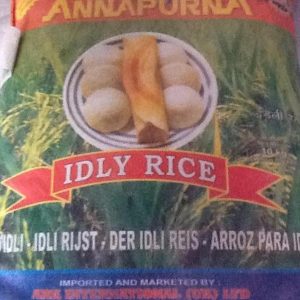 ANNAPURNA
IDLY RICE
IDLI - IDLI RIJST - DER IDLI REIS - ARROZ PARA ID
IMPORTED AND MARKETED BY :